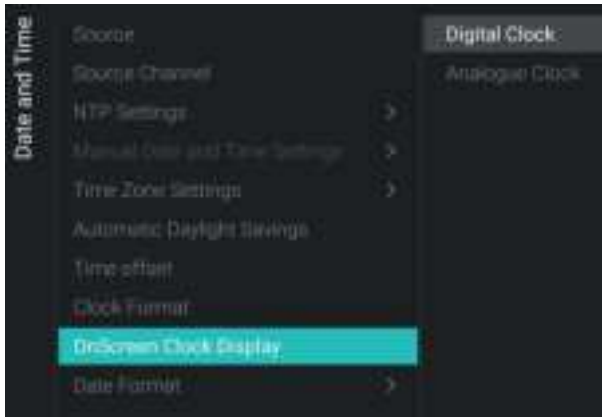 Date and Time
Source
Source Channel
NTP Settings
Manual Date and Time Settings
Time Zone Settings
Automatic Daylight Savings
Time offset
Clock Format
OnScreen Clock Display
Date Format
Digital Clock
Analogue Clock